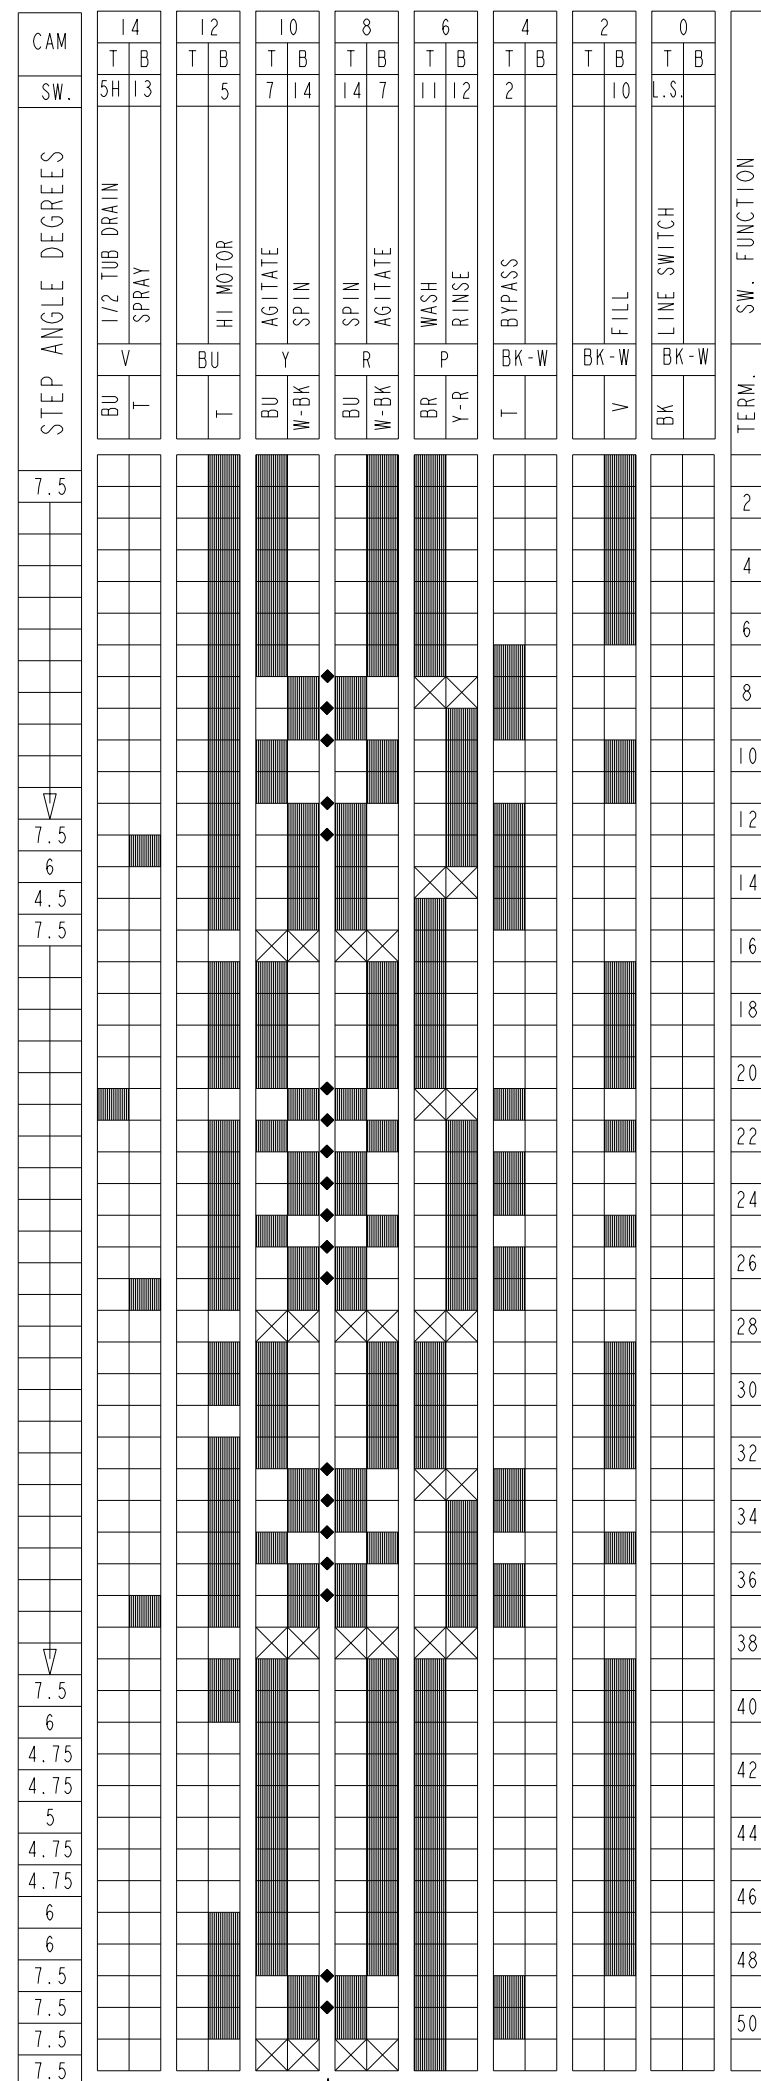 CAM 14 12 10 8 6 4 2 0
T B T B T B T B T B T B T B T B
SW. 5H 13 5 7 14 14 7 11 12 2 10 L.S.
STEP ANGLE DEGREES
1/2 TUB DRAIN
SPRAY
HI MOTOR
AGITATE
SPIN
SPIN
AGITATE
WASH
RINSE
BYPASS
FILL
LINE SWITCH
SW. FUNCTION
V BU Y R P BK-W BK-W BK-W
BU T T BU W-BK BU W-BK BR Y-R T V BK TERM.
7.5
2
4
6
8
10
12
7.5
6
14
4.5
7.5
16
18
20
22
24
26
28
30
32
34
36
38
7.5
40
6
4.75
42
4.75
5
44
4.75
4.75
46
6
6
48
7.5
7.5
50
7.5
7.5